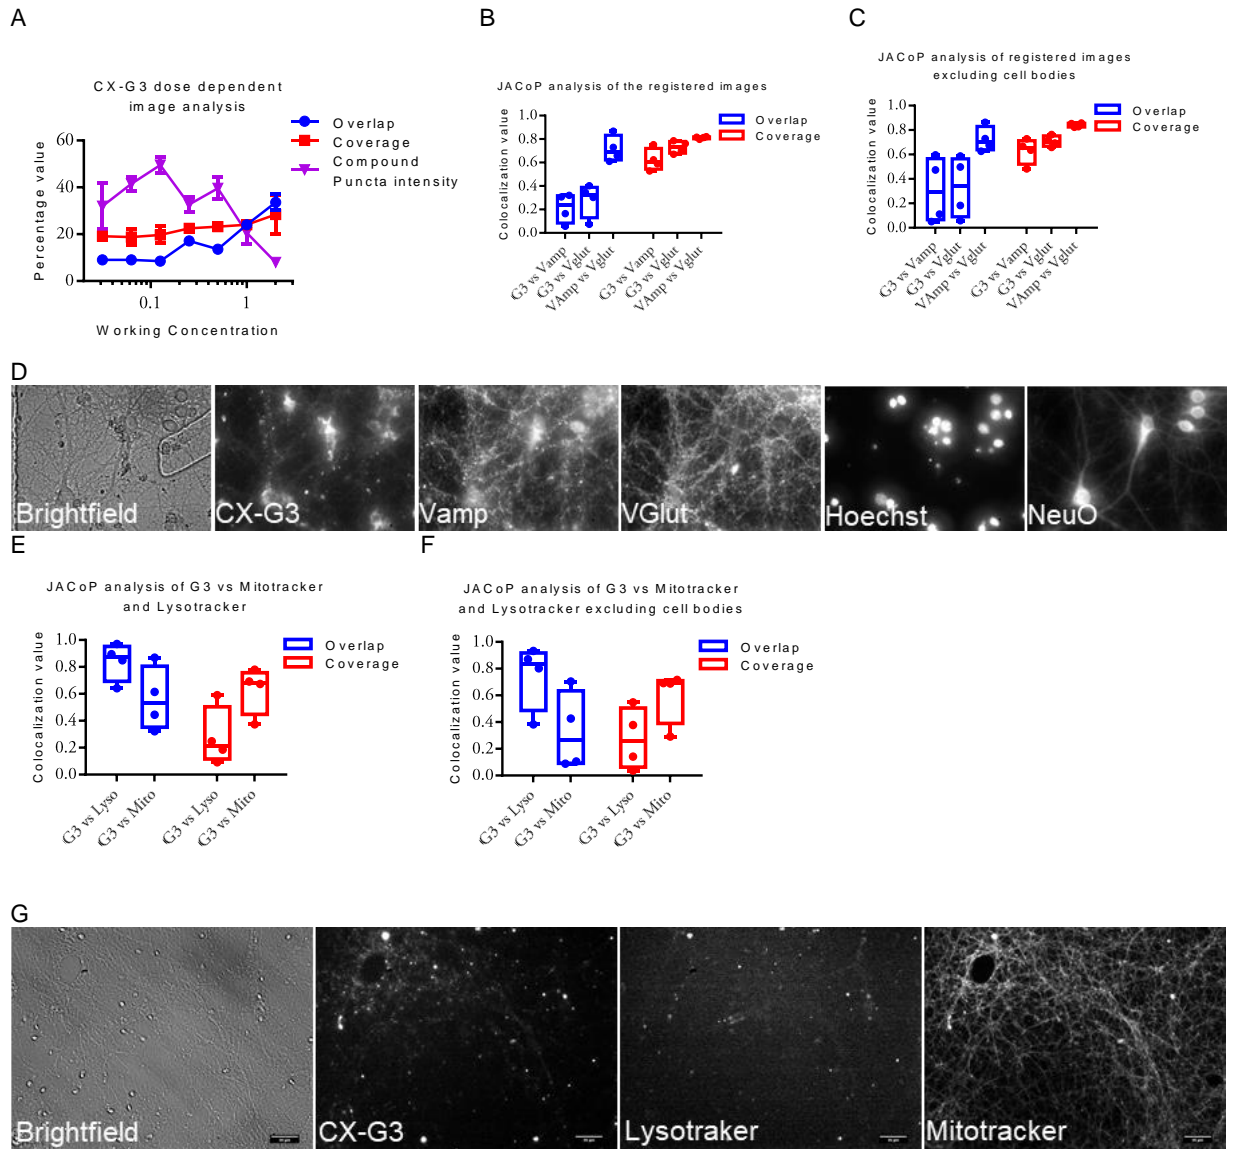 A
B
C
CX-G3 dose dependent
image analysis
Overlap
Coverage
Compound
Puncta intensity
60
40
20
0
Percentage value
0.1
1
Working Concentration
JACoP analysis of the registered images
Overlap
Coverage
1.0
0.8
0.6
0.4
0.2
0.0
Colocalization value
G3 vs Vamp
G3 vs Vglut
VAmp vs Vglut
G3 vs Vamp
G3 vs Vglut
VAmp vs Vglut
JACoP analysis of registered images
excluding cell bodies
Overlap
Coverage
1.0
0.8
0.6
0.4
0.2
0.0
Colocalization value
G3 vs Vamp
G3 vs Vglut
VAmp vs Vglut
G3 vs Vamp
G3 vs Vglut
VAmp vs Vglut
D
Brightfield
CX-G3
Vamp
VGlut
Hoechst
NeuO
E
F
JACoP analysis of G3 vs Mitotracker
and Lysotracker
Overlap
Coverage
1.0
0.8
0.6
0.4
0.2
0.0
Colocalization value
G3 vs Lyso
G3 vs Mito
G3 vs Lyso
G3 vs Mito
JACoP analysis of G3 vs Mitotracker
and Lysotracker excluding cell bodies
Overlap
Coverage
1.0
0.8
0.6
0.4
0.2
0.0
Colocalization value
G3 vs Lyso
G3 vs Mito
G3 vs Lyso
G3 vs Mito
G
Brightfield
CX-G3
Lysotraker
Mitotracker